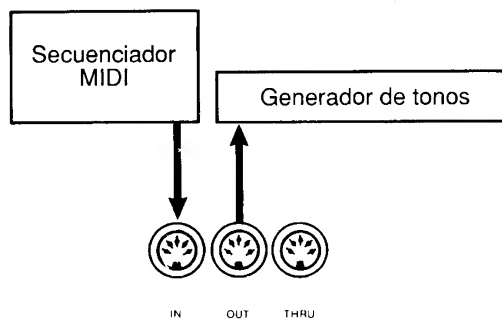 Secuenciador
MIDI
Generador de tonos
IN OUT THRU